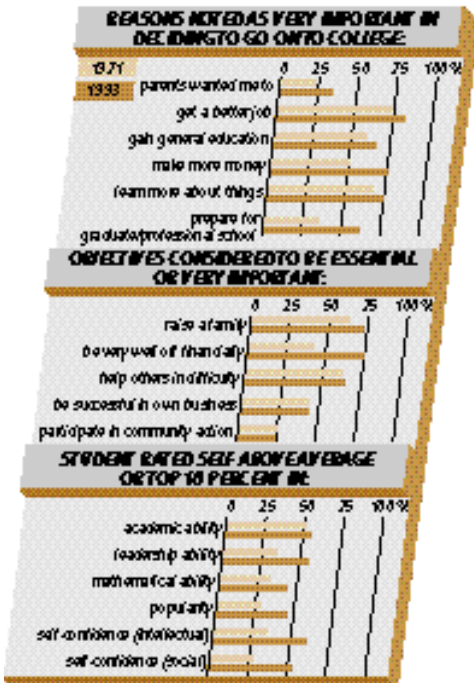 REASONS NOTED AS VERY IMPORTANT IN
DECIDING TO GO ON TO COLLEGE:
1971
1993
0 25 50 75 100%
parents wanted me to
get a better job
gain general education
make more money
learn more about things
prepare for
graduate/professional school
OBJECTIVES CONSIDERED TO BE ESSENTIAL
OR VERY IMPORTANT:
0 25 50 75 100%
raise a family
be very well off financially
help others in difficulty
be successful in own business
participate in community action
STUDENT RATED SELF ABOVE AVERAGE
OR TOP 10 PERCENT IN:
0 25 50 75 100%
academic ability
leadership ability
mathematical ability
popularity
self-confidence (intellectual)
self-confidence (social)